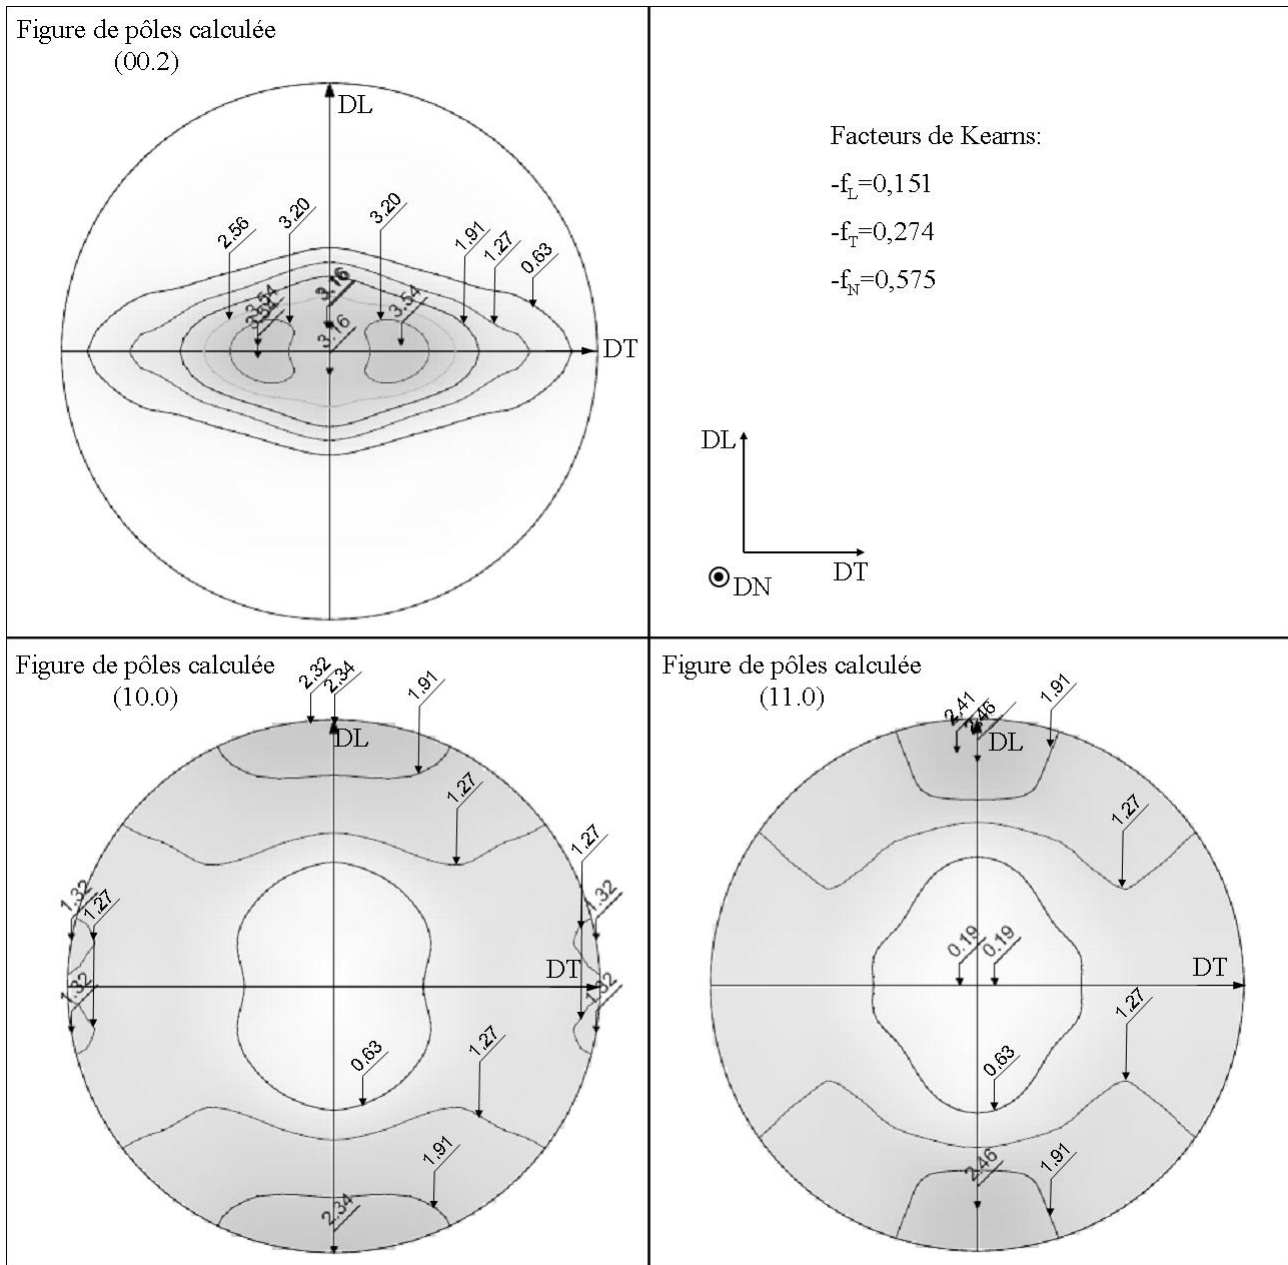 Figure de pôles calculée
(00.2)
DL
2.56
3.20
3.20
1.91
1.27
0.63
3.54
3.54
3.16
3.16
3.54
DT
Facteurs de Kearns:
-f_L=0,151
-f_T=0,274
-f_N=0,575
DL
DT
DN
Figure de pôles calculée
(10.0)
2.32
2.34
1.91
DL
1.27
1.27
1.32
1.27
1.32
DT
1.32
1.32
0.63
1.27
1.91
2.34
Figure de pôles calculée
(11.0)
2.41
2.46
1.91
DL
1.27
0.19
0.19
DT
1.27
0.63
2.46
1.91